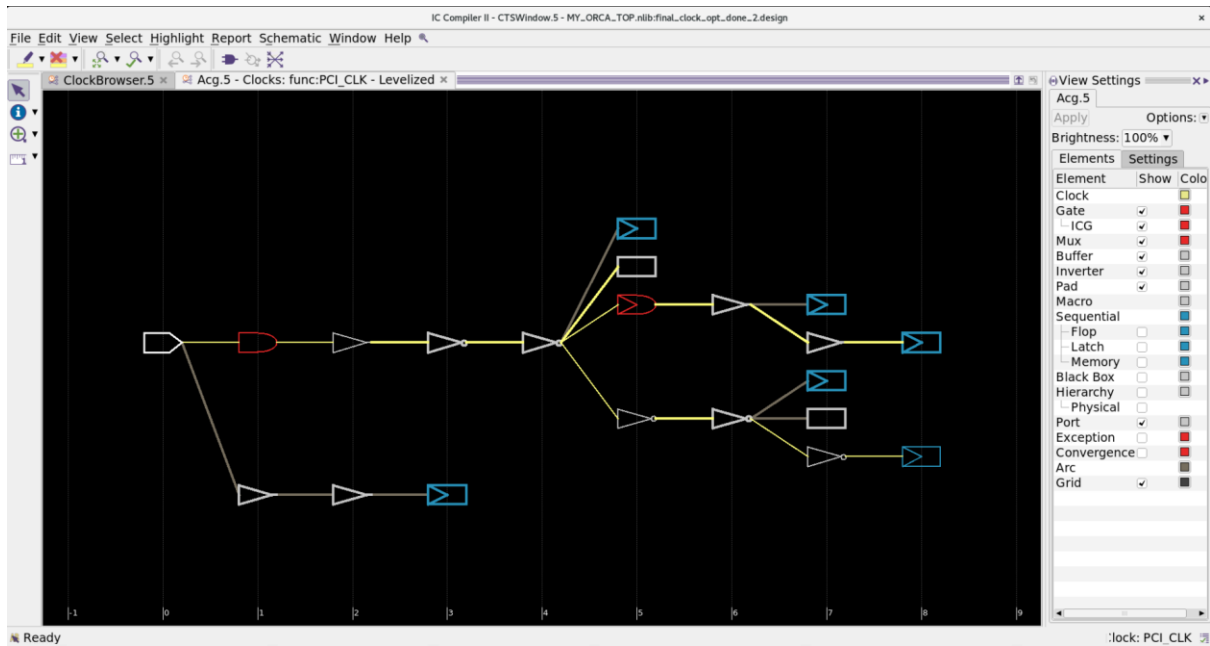 IC Compiler II - CTSWindow.5 - MY_ORCA_TOP.nlib:final_clock_opt_done_2.design ×
File Edit View Select Highlight Report Schematic Window Help
ClockBrowser.5 × Acg.5 - Clocks: func:PCI_CLK - Levelized ×
View Settings
Acg.5
Apply Options:
Brightness: 100%
Elements Settings
Element Show Colo
Clock
Gate
ICG
Mux
Buffer
Inverter
Pad
Macro
Sequential
Flop
Latch
Memory
Black Box
Hierarchy
Physical
Port
Exception
Convergence
Arc
Grid
-1 0 1 2 3 4 5 6 7 8 9
Ready :lock: PCI_CLK